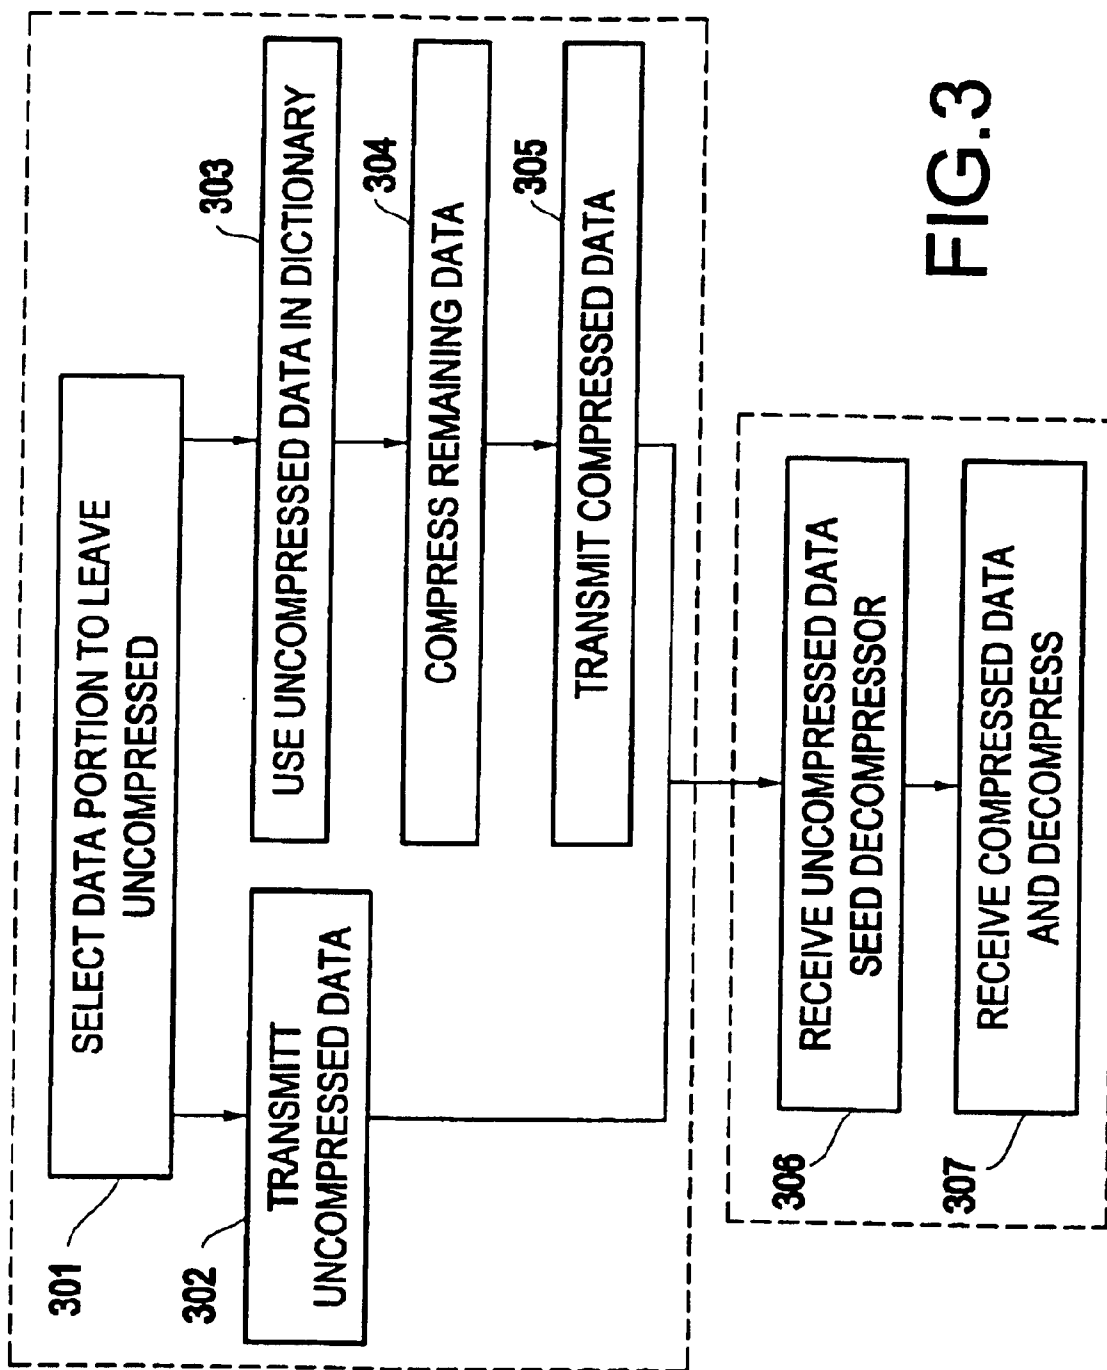 301
SELECT DATA PORTION TO LEAVE
UNCOMPRESSED
302
TRANSMITT
UNCOMPRESSED DATA
303
USE UNCOMPRESSED DATA IN DICTIONARY
304
COMPRESS REMAINING DATA
305
TRANSMIT COMPRESSED DATA
306
RECEIVE UNCOMPRESSED DATA
SEED DECOMPRESSOR
307
RECEIVE COMPRESSED DATA
AND DECOMPRESS
FIG.3